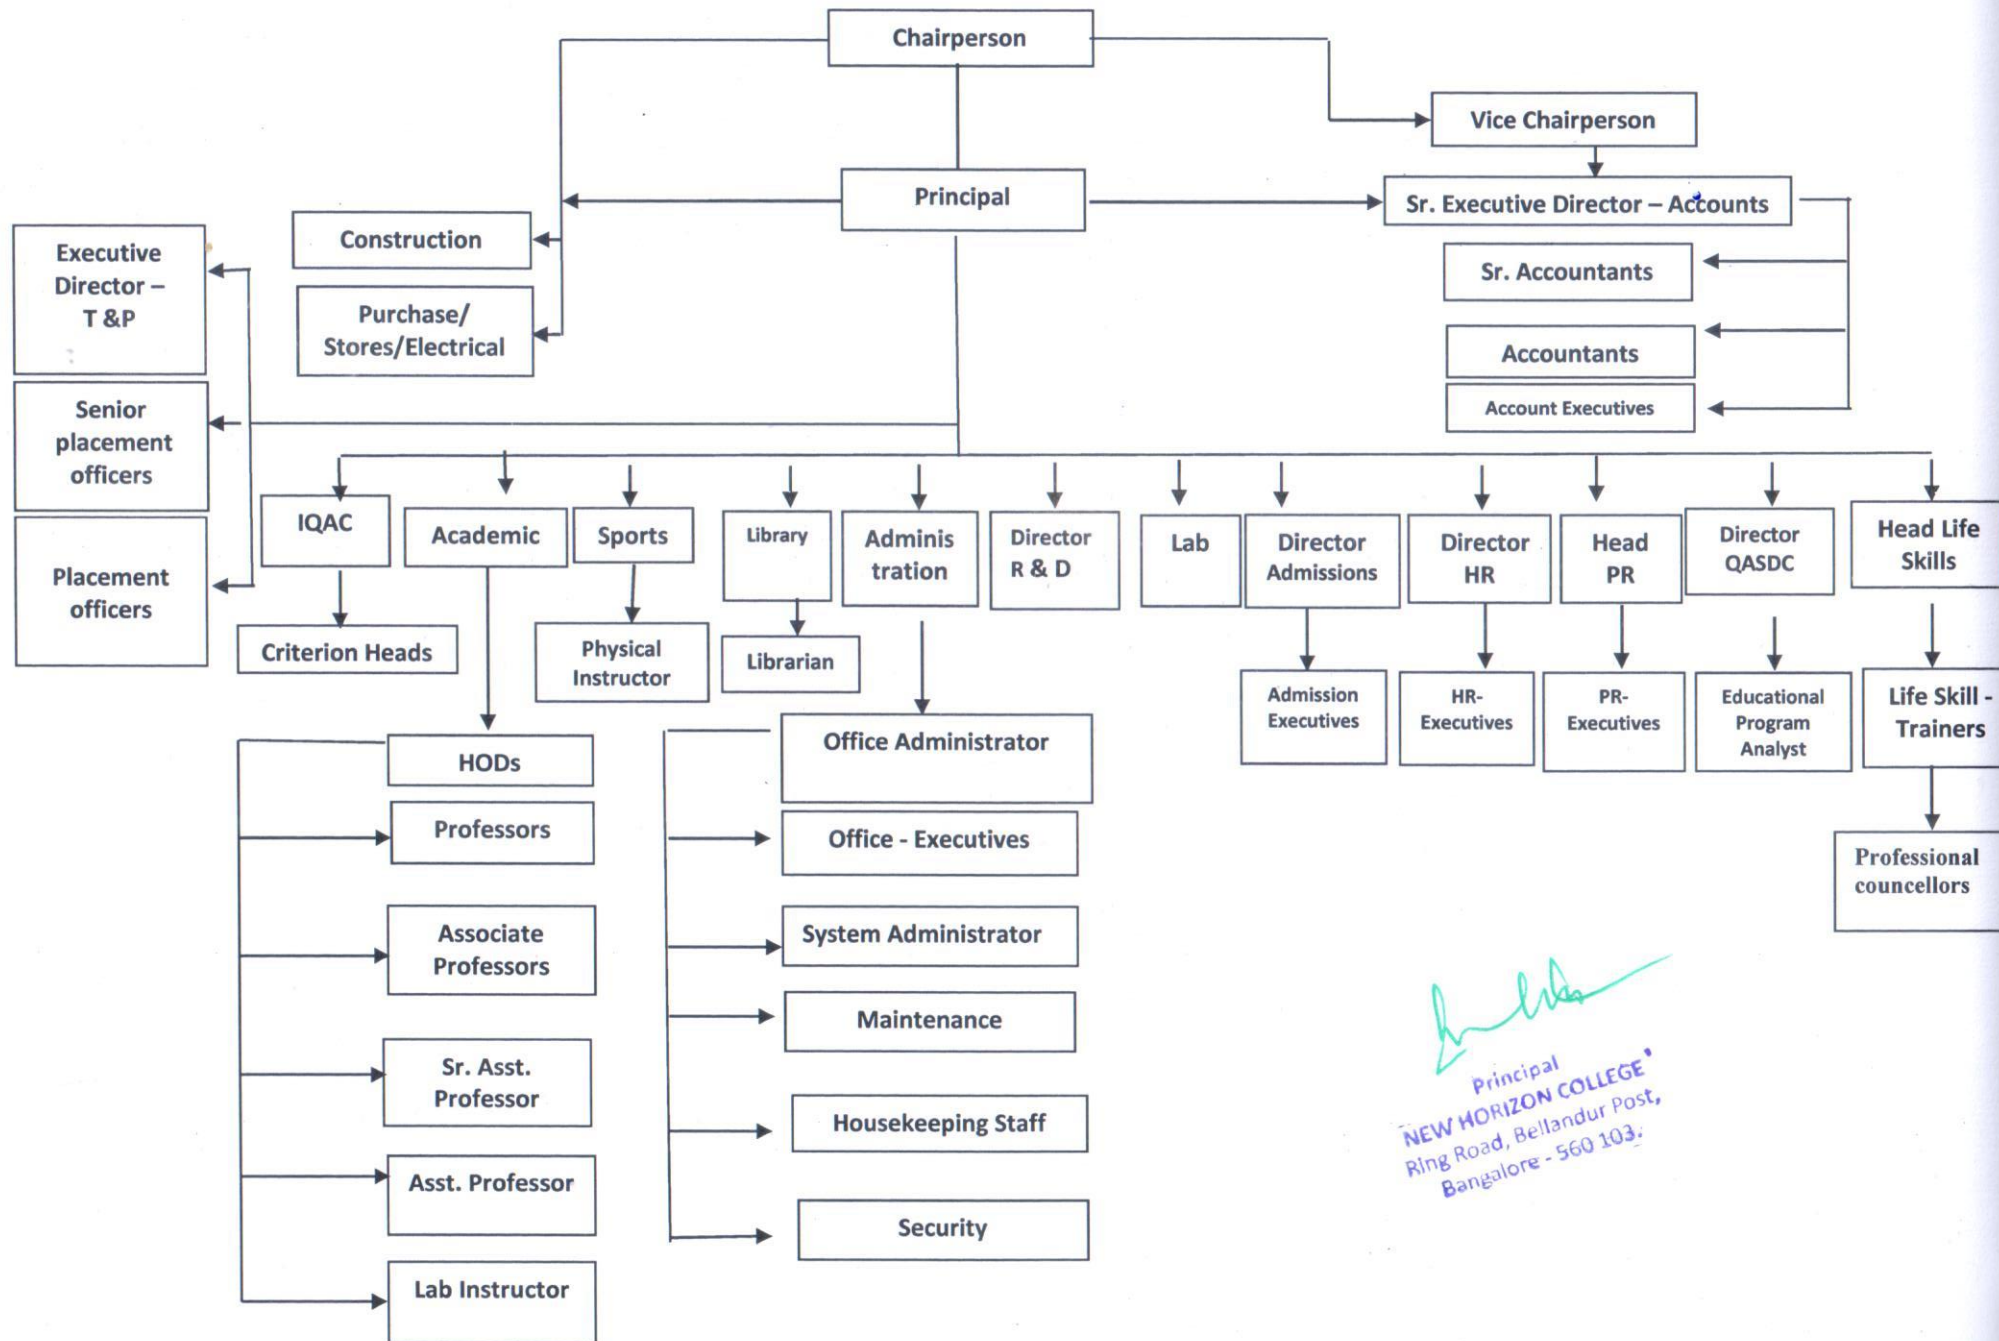 Chairperson
Vice Chairperson
Principal
Sr. Executive Director – Accounts
Construction
Purchase/
Stores/Electrical
Executive
Director –
T &P
Senior
placement
officers
Placement
officers
Sr. Accountants
Accountants
Account Executives
IQAC
Academic
Sports
Library
Adminis
tration
Director
R & D
Lab
Director
Admissions
Director
HR
Head
PR
Director
QASDC
Head Life
Skills
Criterion Heads
Physical
Instructor
Librarian
Admission
Executives
HR-
Executives
PR-
Executives
Educational
Program
Analyst
Life Skill -
Trainers
Professional
councellors
HODs
Professors
Associate
Professors
Sr. Asst.
Professor
Asst. Professor
Lab Instructor
Office Administrator
Office - Executives
System Administrator
Maintenance
Housekeeping Staff
Security
Principal
NEW HORIZON COLLEGE
Ring Road, Bellandur Post,
Bangalore - 560 103.